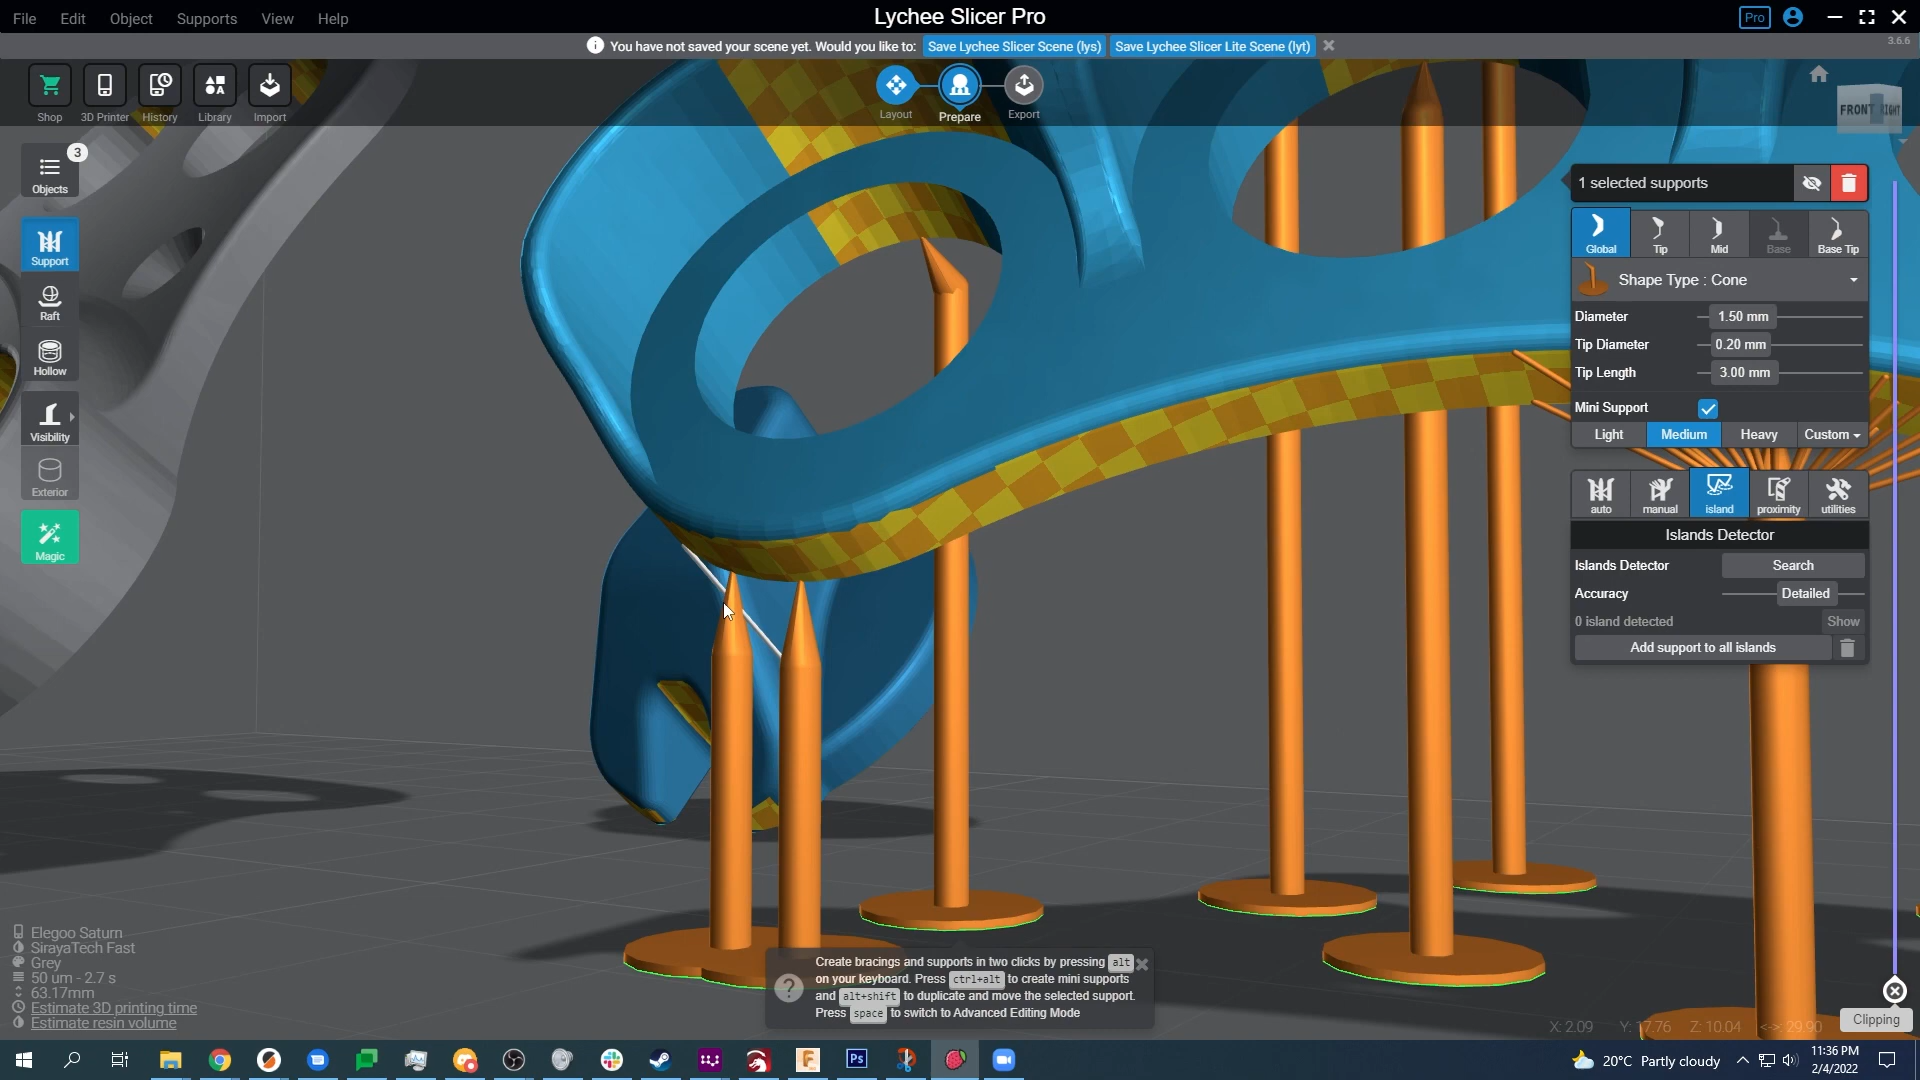 File Edit Object Supports View Help
Lychee Slicer Pro
Pro
You have not saved your scene yet. Would you like to: Save Lychee Slicer Scene (lys) Save Lychee Slicer Lite Scene (lyt)
3.6.6
Shop 3D Printer History Library Import
Layout Prepare Export
FRONT RIGHT
3
Objects
Support
Raft
Hollow
Visibility
Exterior
Magic
1 selected supports
Global Tip Mid Base Base Tip
Shape Type : Cone
Diameter 1.50 mm
Tip Diameter 0.20 mm
Tip Length 3.00 mm
Mini Support
Light Medium Heavy Custom
auto manual island proximity utilities
Islands Detector
Islands Detector Search
Accuracy Detailed
0 island detected Show
Add support to all islands
Elegoo Saturn
SirayaTech Fast
Grey
50 um - 2.7 s
63.17mm
Estimate 3D printing time
Estimate resin volume
Create bracings and supports in two clicks by pressing alt
on your keyboard. Press ctrl+alt to create mini supports
and alt+shift to duplicate and move the selected support.
Press space to switch to Advanced Editing Mode
X: 2.09 Y: 17.76 Z: 10.04 <->: 29.90
Clipping
Ps
20°C Partly cloudy
11:36 PM
2/4/2022